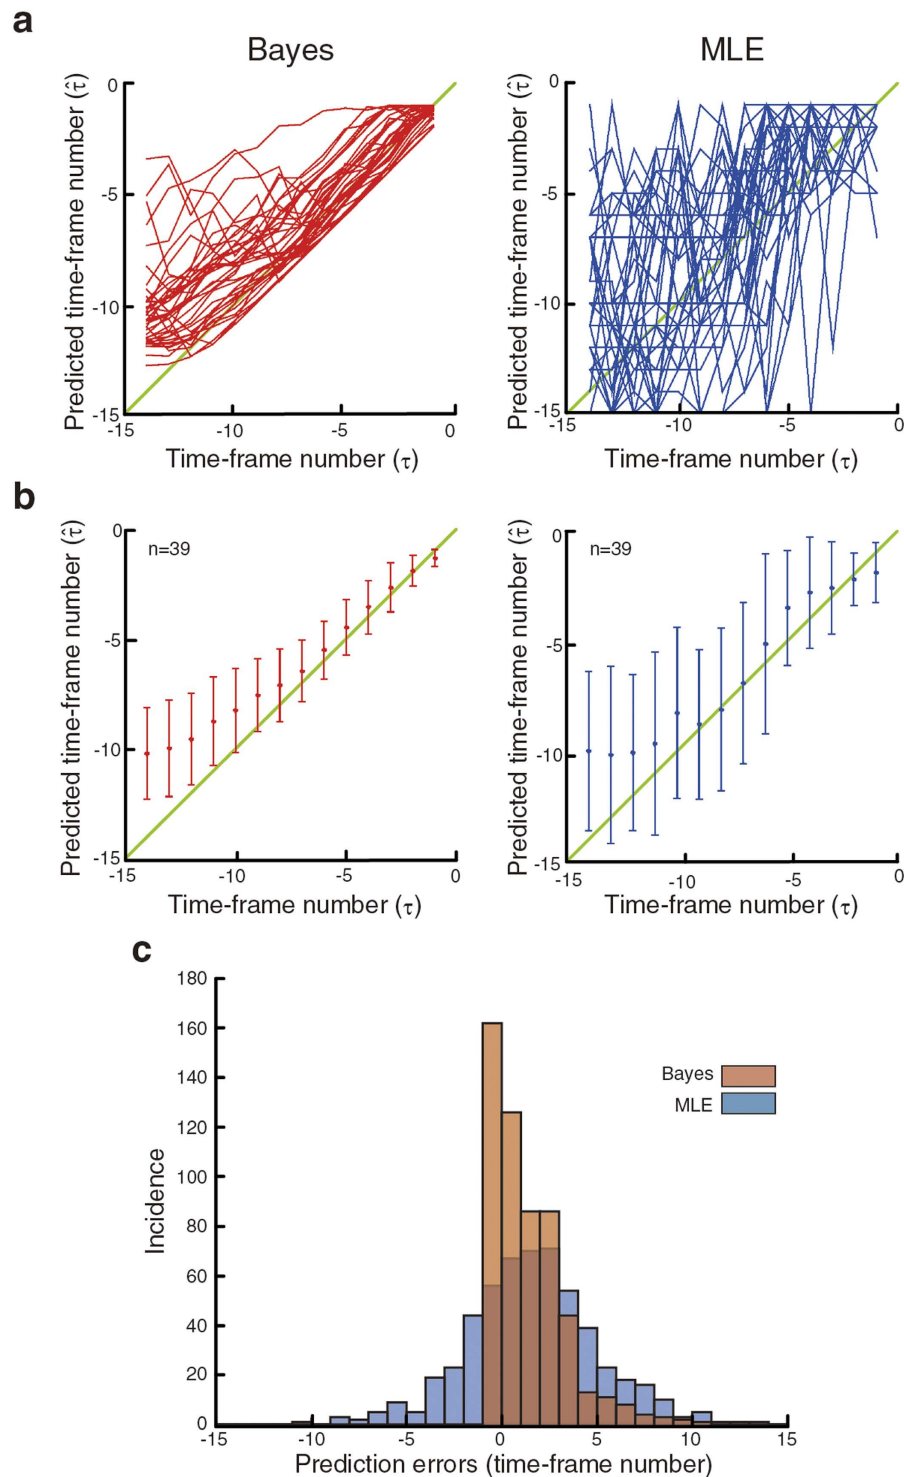 a
Bayes
MLE
Predicted time-frame number (τ̂)
0
-5
-10
-15
-15
-10
-5
0
Time-frame number (τ)
Predicted time-frame number (τ̂)
0
-5
-10
-15
-15
-10
-5
0
Time-frame number (τ)
b
Predicted time-frame number (τ̂)
n=39
0
-5
-10
-15
-15
-10
-5
0
Time-frame number (τ)
Predicted time-frame number (τ̂)
n=39
0
-5
-10
-15
-15
-10
-5
0
Time-frame number (τ)
c
Incidence
180
160
140
120
100
80
60
40
20
0
Bayes
MLE
-15
-10
-5
0
5
10
15
Prediction errors (time-frame number)